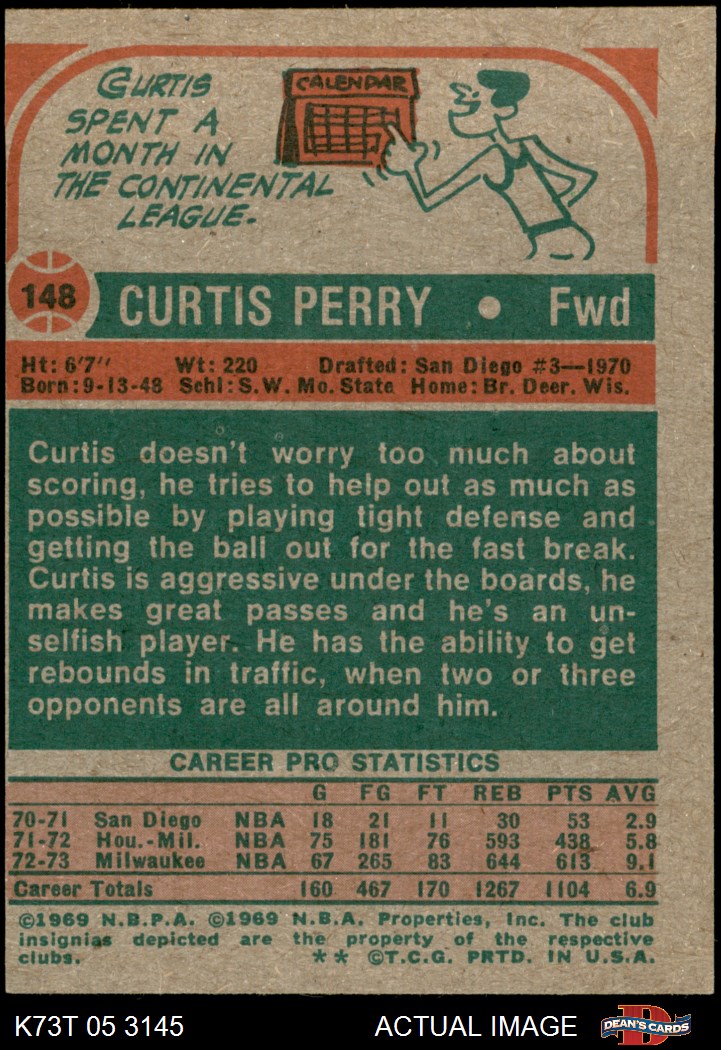 CURTIS
SPENT A
MONTH IN
THE CONTINENTAL
LEAGUE.
CALENDAR
148 CURTIS PERRY • Fwd
Ht: 6'7" Wt: 220 Drafted: San Diego #3—1970
Born: 9-13-48 Schl: S.W. Mo. State Home: Br. Deer. Wis.
Curtis doesn't worry too much about
scoring, he tries to help out as much as
possible by playing tight defense and
getting the ball out for the fast break.
Curtis is aggressive under the boards, he
makes great passes and he's an un-
selfish player. He has the ability to get
rebounds in traffic, when two or three
opponents are all around him.
CAREER PRO STATISTICS
G FG FT REB PTS AVG
70-71 San Diego NBA 18 21 11 30 53 2.9
71-72 Hou.-Mil. NBA 75 181 76 593 438 5.8
72-73 Milwaukee NBA 67 265 83 644 613 9.1
Career Totals 160 467 170 1267 1104 6.9
©1969 N.B.P.A. ©1969 N.B.A. Properties, Inc. The club
insignias depicted are the property of the respective
clubs. ** ©T.C.G. PRTD. IN U.S.A.
K73T 05 3145 ACTUAL IMAGE D DEAN'S CARDS